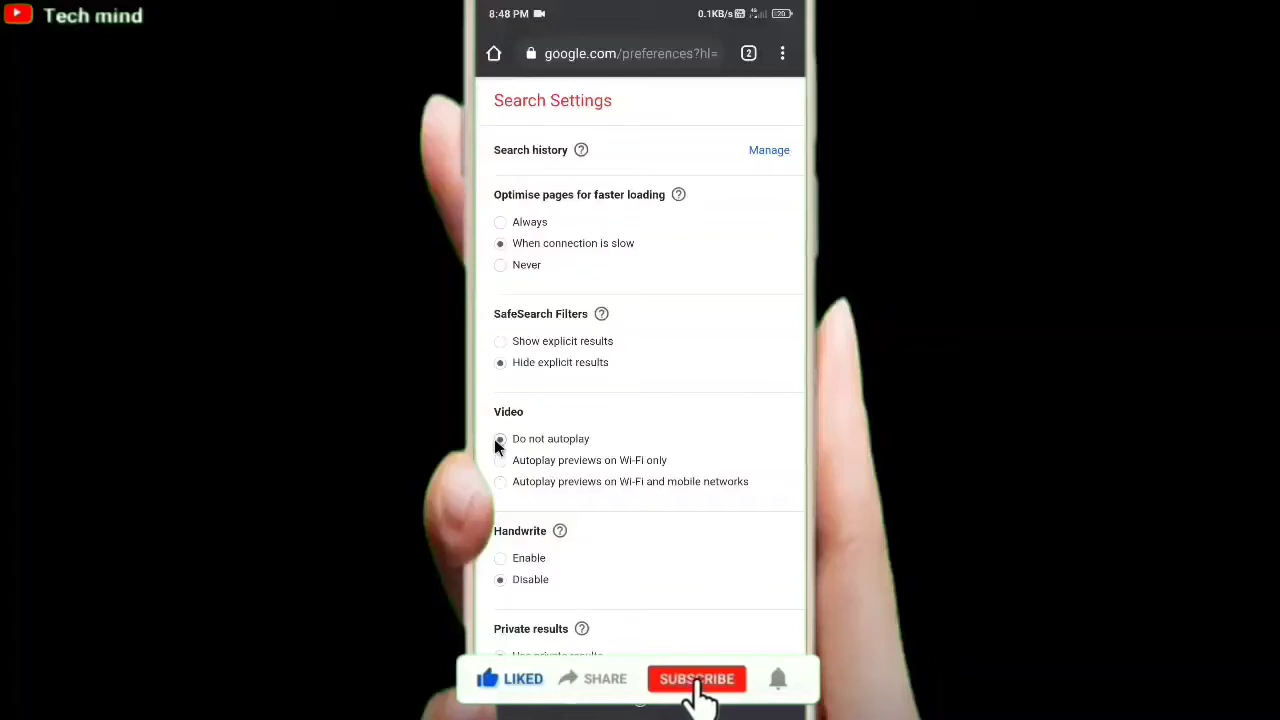 Tech mind
8:48 PM
0.1KB/s
google.com/preferences?hl=
2
Search Settings
Search history
Manage
Optimise pages for faster loading
Always
When connection is slow
Never
SafeSearch Filters
Show explicit results
Hide explicit results
Video
Do not autoplay
Autoplay previews on Wi-Fi only
Autoplay previews on Wi-Fi and mobile networks
Handwrite
Enable
Disable
Private results
Use private results
LIKED SHARE SUBSCRIBE